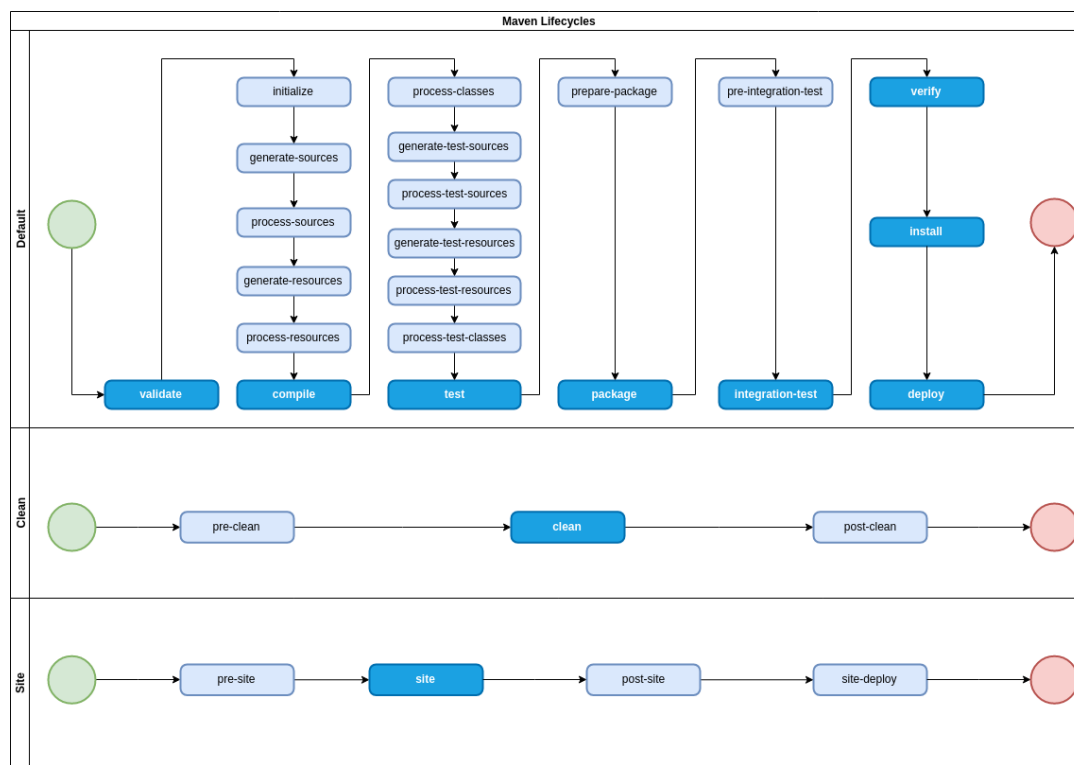 Maven Lifecycles
Default
validate
initialize
generate-sources
process-sources
generate-resources
process-resources
compile
process-classes
generate-test-sources
process-test-sources
generate-test-resources
process-test-resources
process-test-classes
test
prepare-package
package
pre-integration-test
integration-test
verify
install
deploy
Clean
pre-clean
clean
post-clean
Site
pre-site
site
post-site
site-deploy